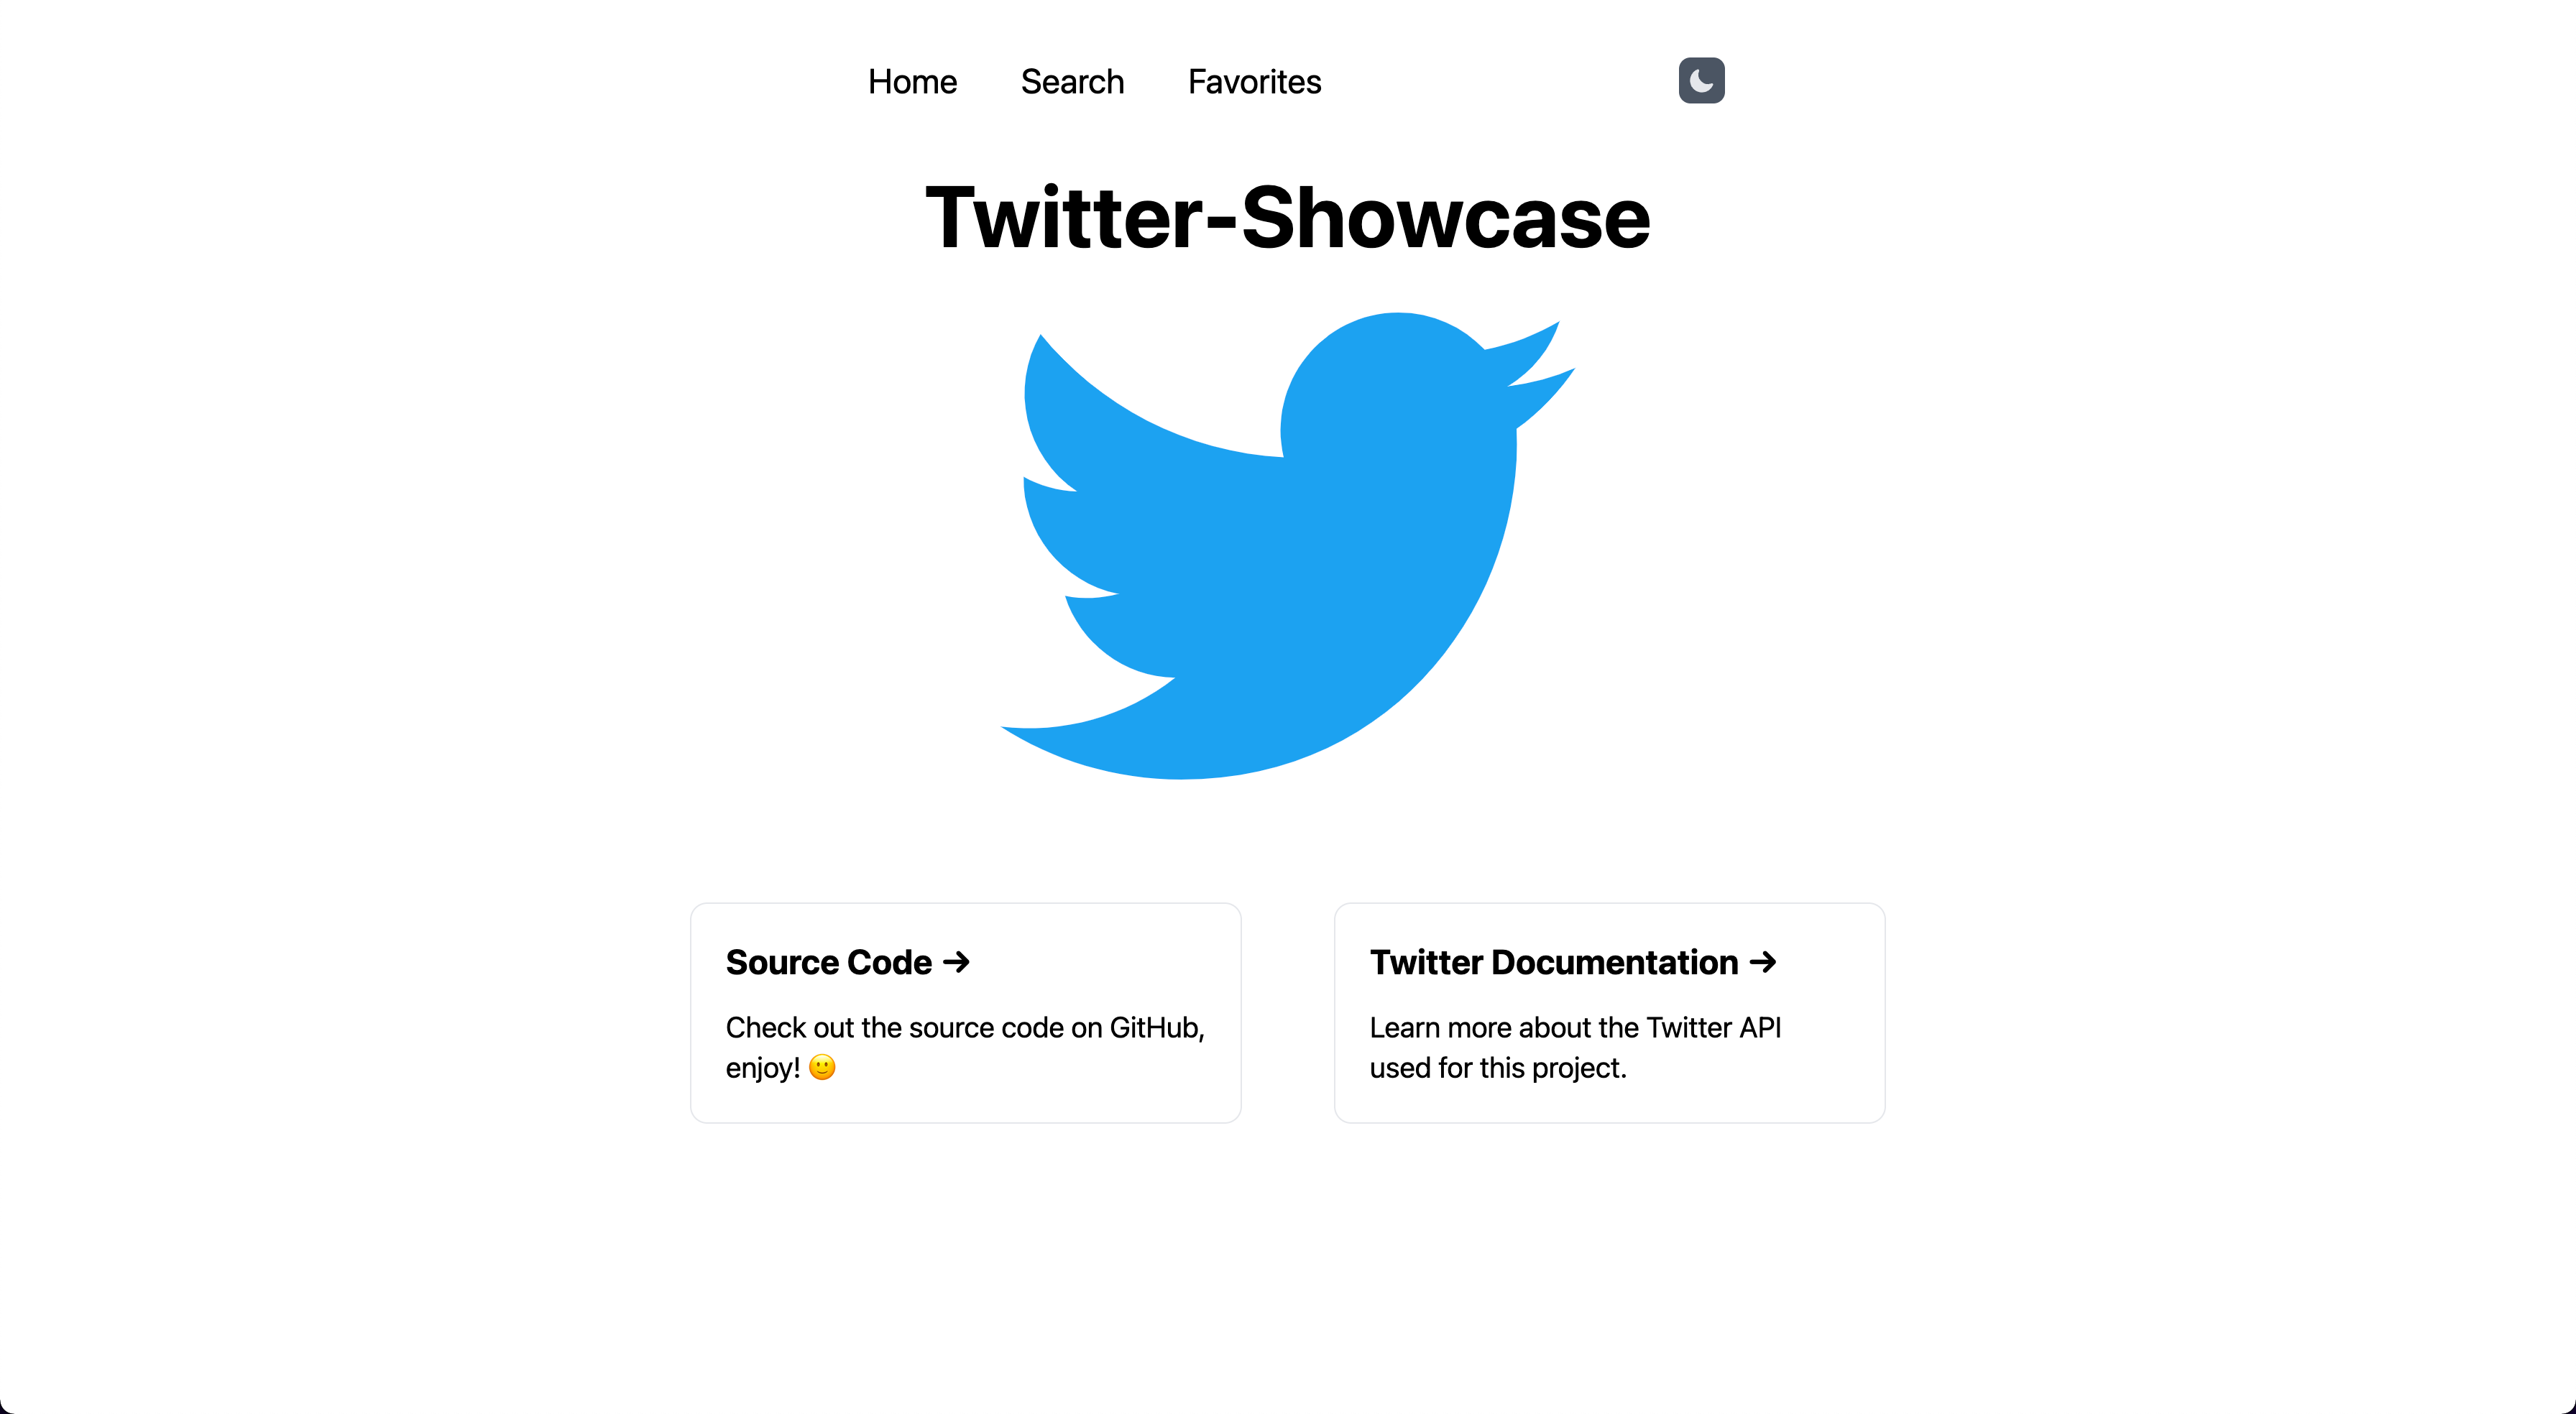 Home Search Favorites
Twitter-Showcase
Source Code →
Check out the source code on GitHub,
enjoy! 🙂
Twitter Documentation →
Learn more about the Twitter API
used for this project.